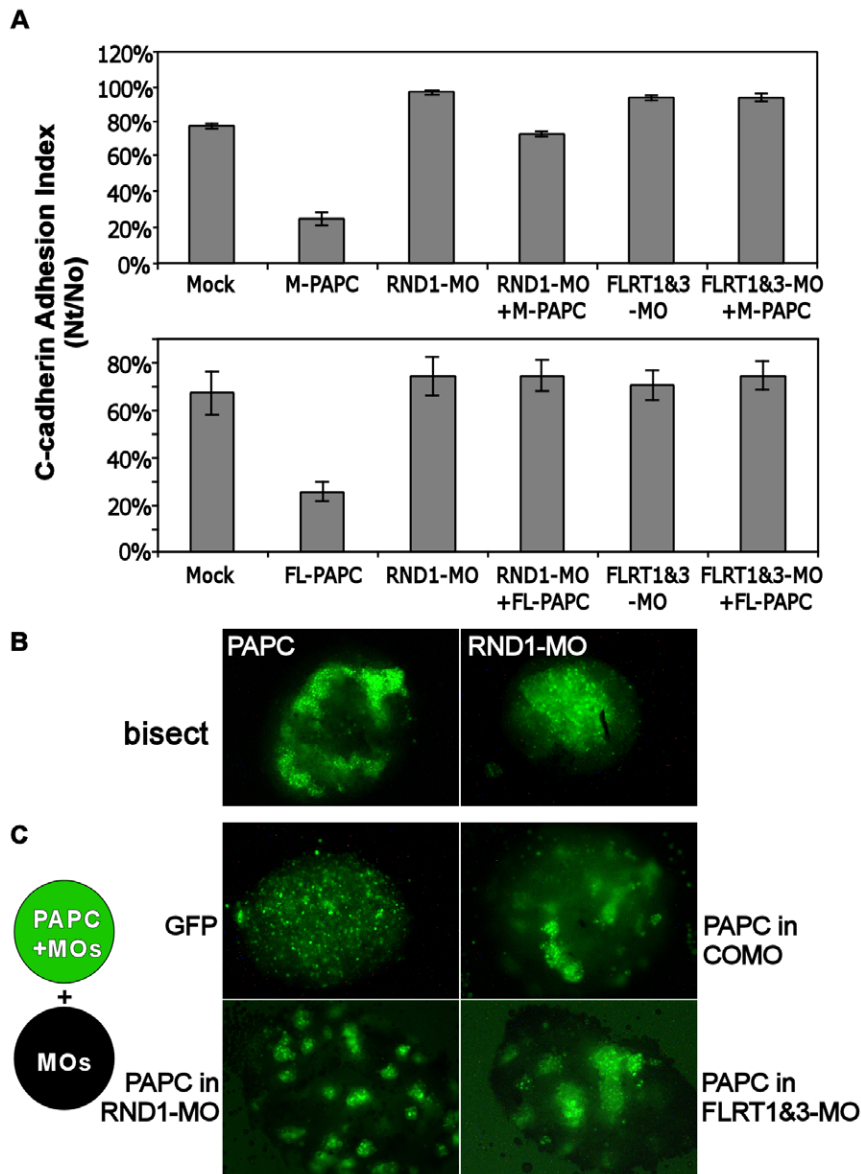 A
C-cadherin Adhesion Index
(Nt/No)
120%
100%
80%
60%
40%
20%
0%
Mock
M-PAPC
RND1-MO
RND1-MO
+M-PAPC
FLRT1&3
-MO
FLRT1&3-MO
+M-PAPC
80%
60%
40%
20%
0%
Mock
FL-PAPC
RND1-MO
RND1-MO
+FL-PAPC
FLRT1&3
-MO
FLRT1&3-MO
+FL-PAPC
B
bisect
PAPC
RND1-MO
C
PAPC
+MOs
+
MOs
GFP
PAPC in
COMO
PAPC in
RND1-MO
PAPC in
FLRT1&3-MO